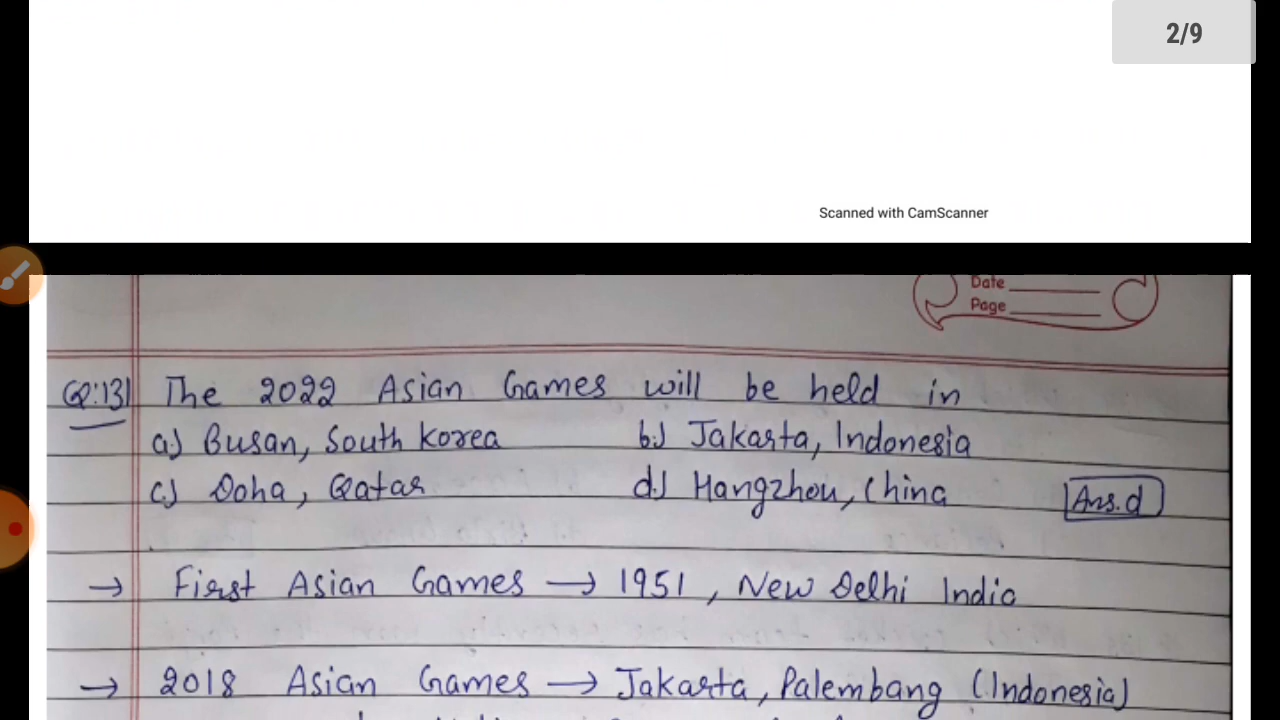 2/9
Scanned with CamScanner
Date
Page
Q:131 The 2022 Asian Games will be held in
a.) Busan, South Korea b.) Jakarta, Indonesia
c.) Doha, Qatar d.) Hangzhou, China Ans.d
→ First Asian Games → 1951, New Delhi India
→ 2018 Asian Games → Jakarta, Palembang (Indonesia)